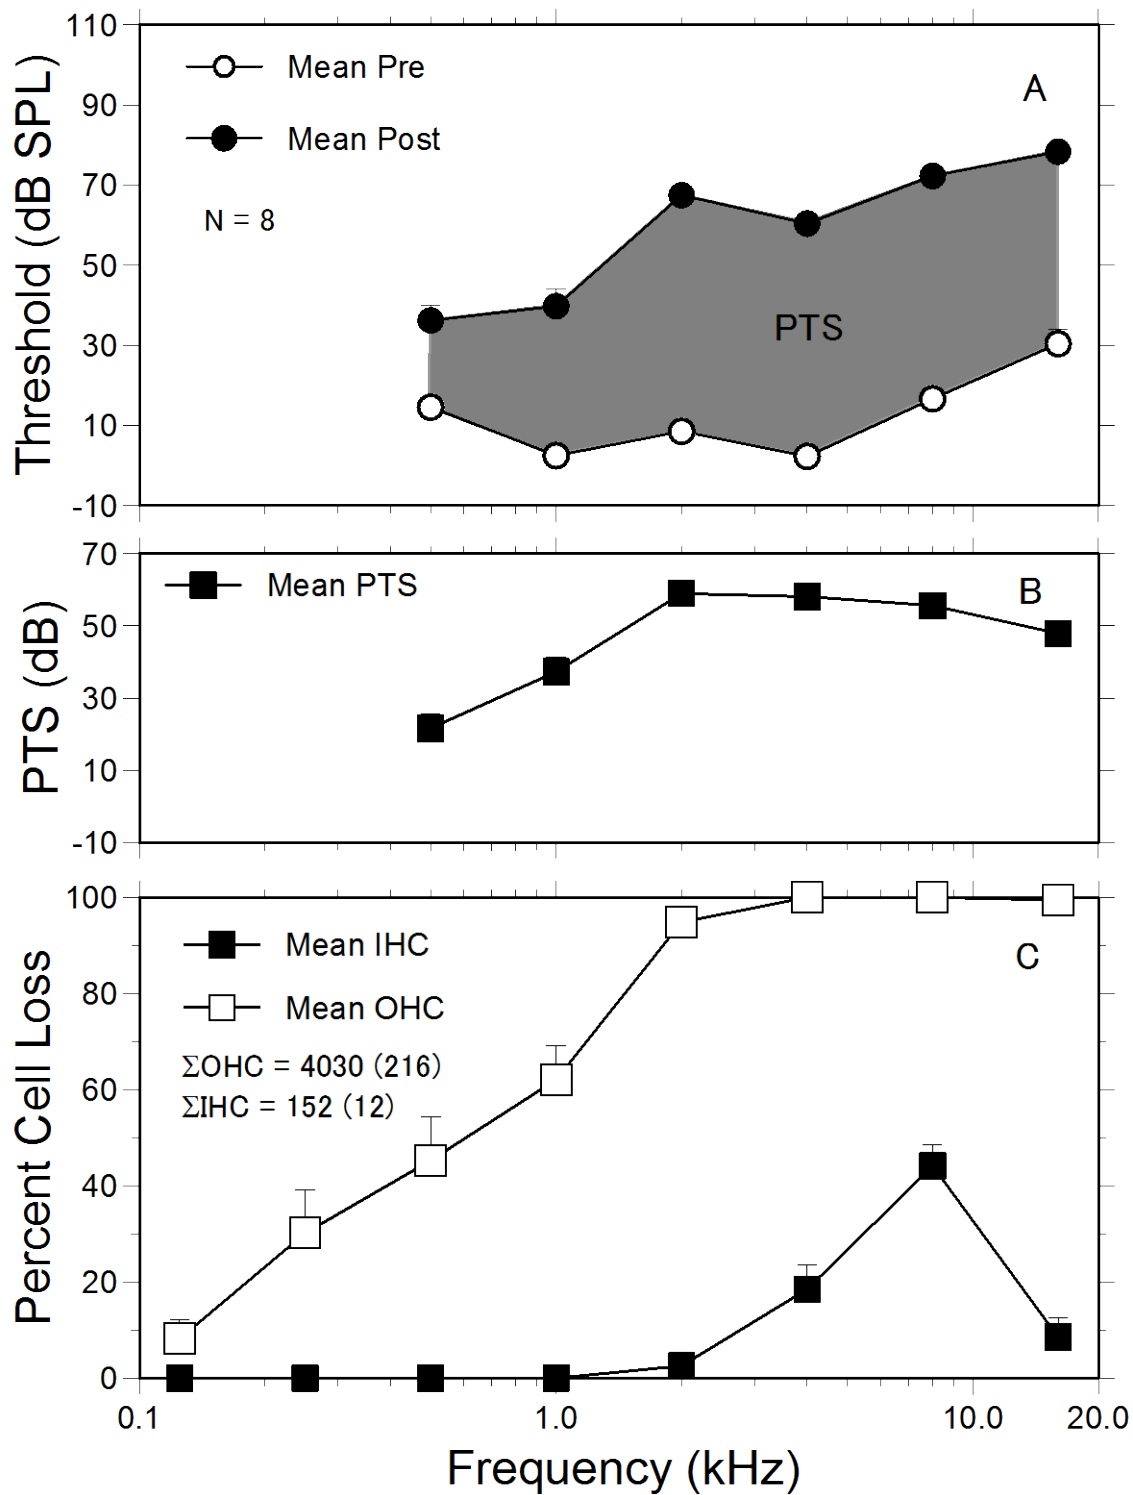 110
90
70
50
30
10
-10
Threshold (dB SPL)
Mean Pre
Mean Post
N = 8
A
PTS
70
50
30
10
-10
PTS (dB)
Mean PTS
B
100
80
60
40
20
0
Percent Cell Loss
Mean IHC
Mean OHC
ΣOHC = 4030 (216)
ΣIHC = 152 (12)
C
0.1 1.0 10.0 20.0
Frequency (kHz)